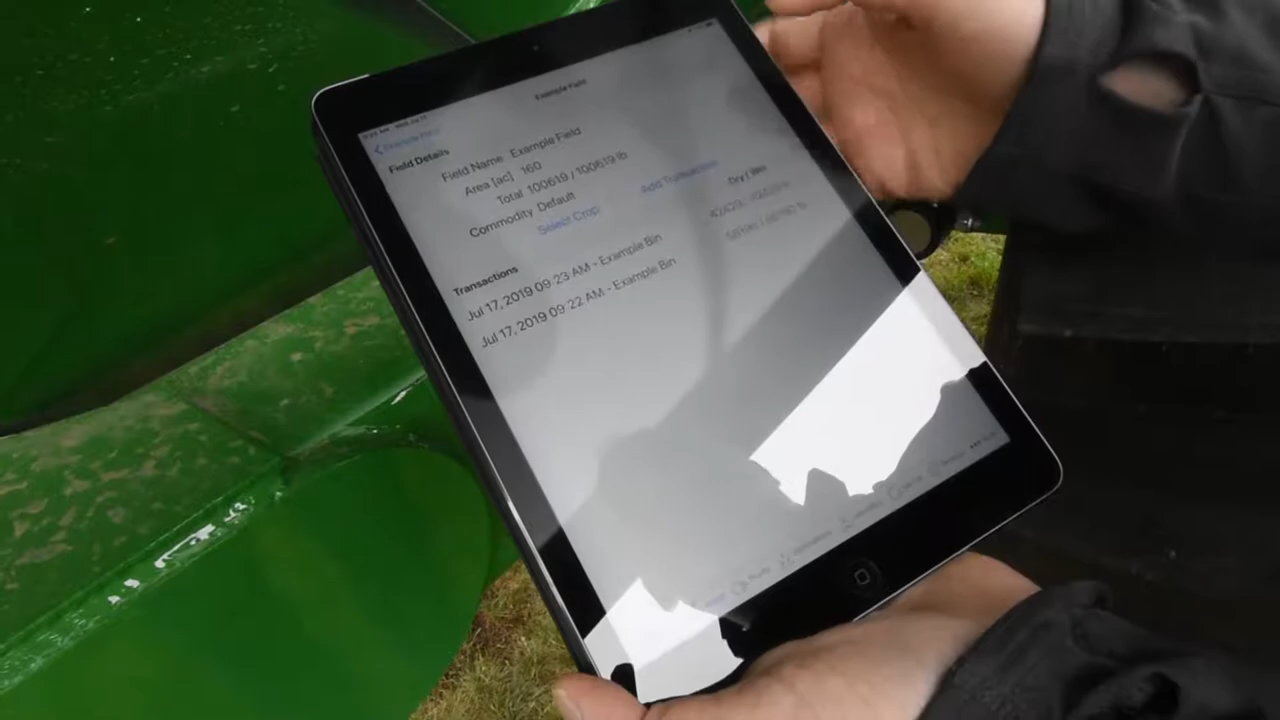 Example Field
Example Field
Field Details
Field Name Example Field
Area [ac] 160
Total 100619 / 100619 lb
Commodity Default
Select Crop
Add Transaction
Transactions
Dry / Wet
Jul 17, 2019 09:23 AM - Example Bin
Jul 17, 2019 09:22 AM - Example Bin